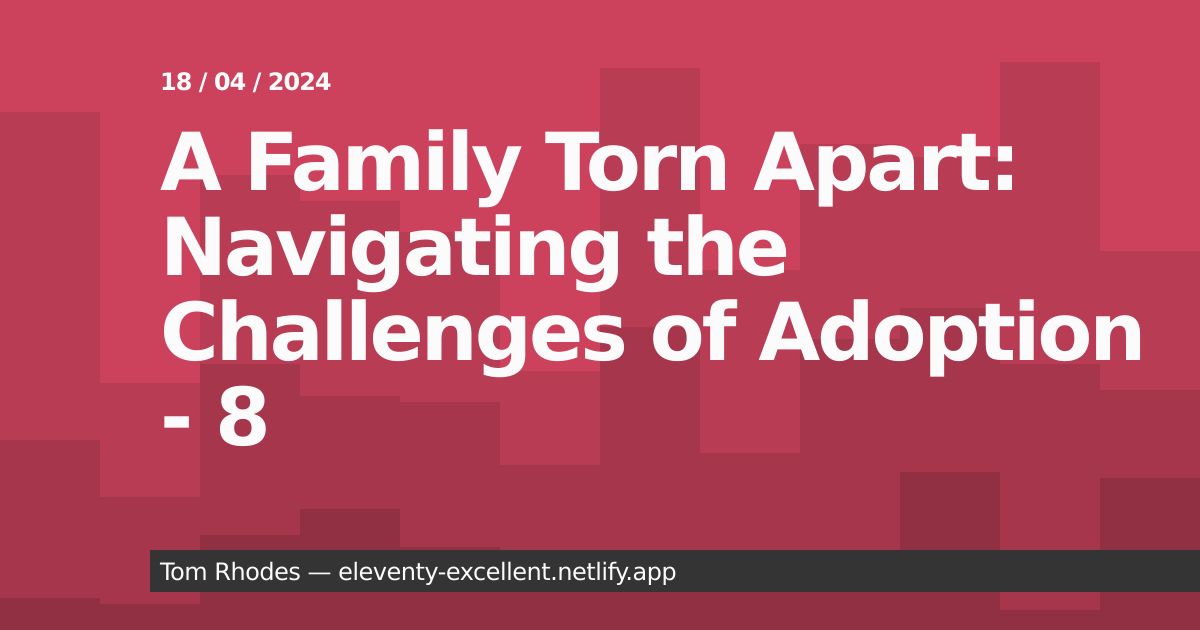 18 / 04 / 2024
A Family Torn Apart:
Navigating the
Challenges of Adoption
- 8
Tom Rhodes — eleventy-excellent.netlify.app